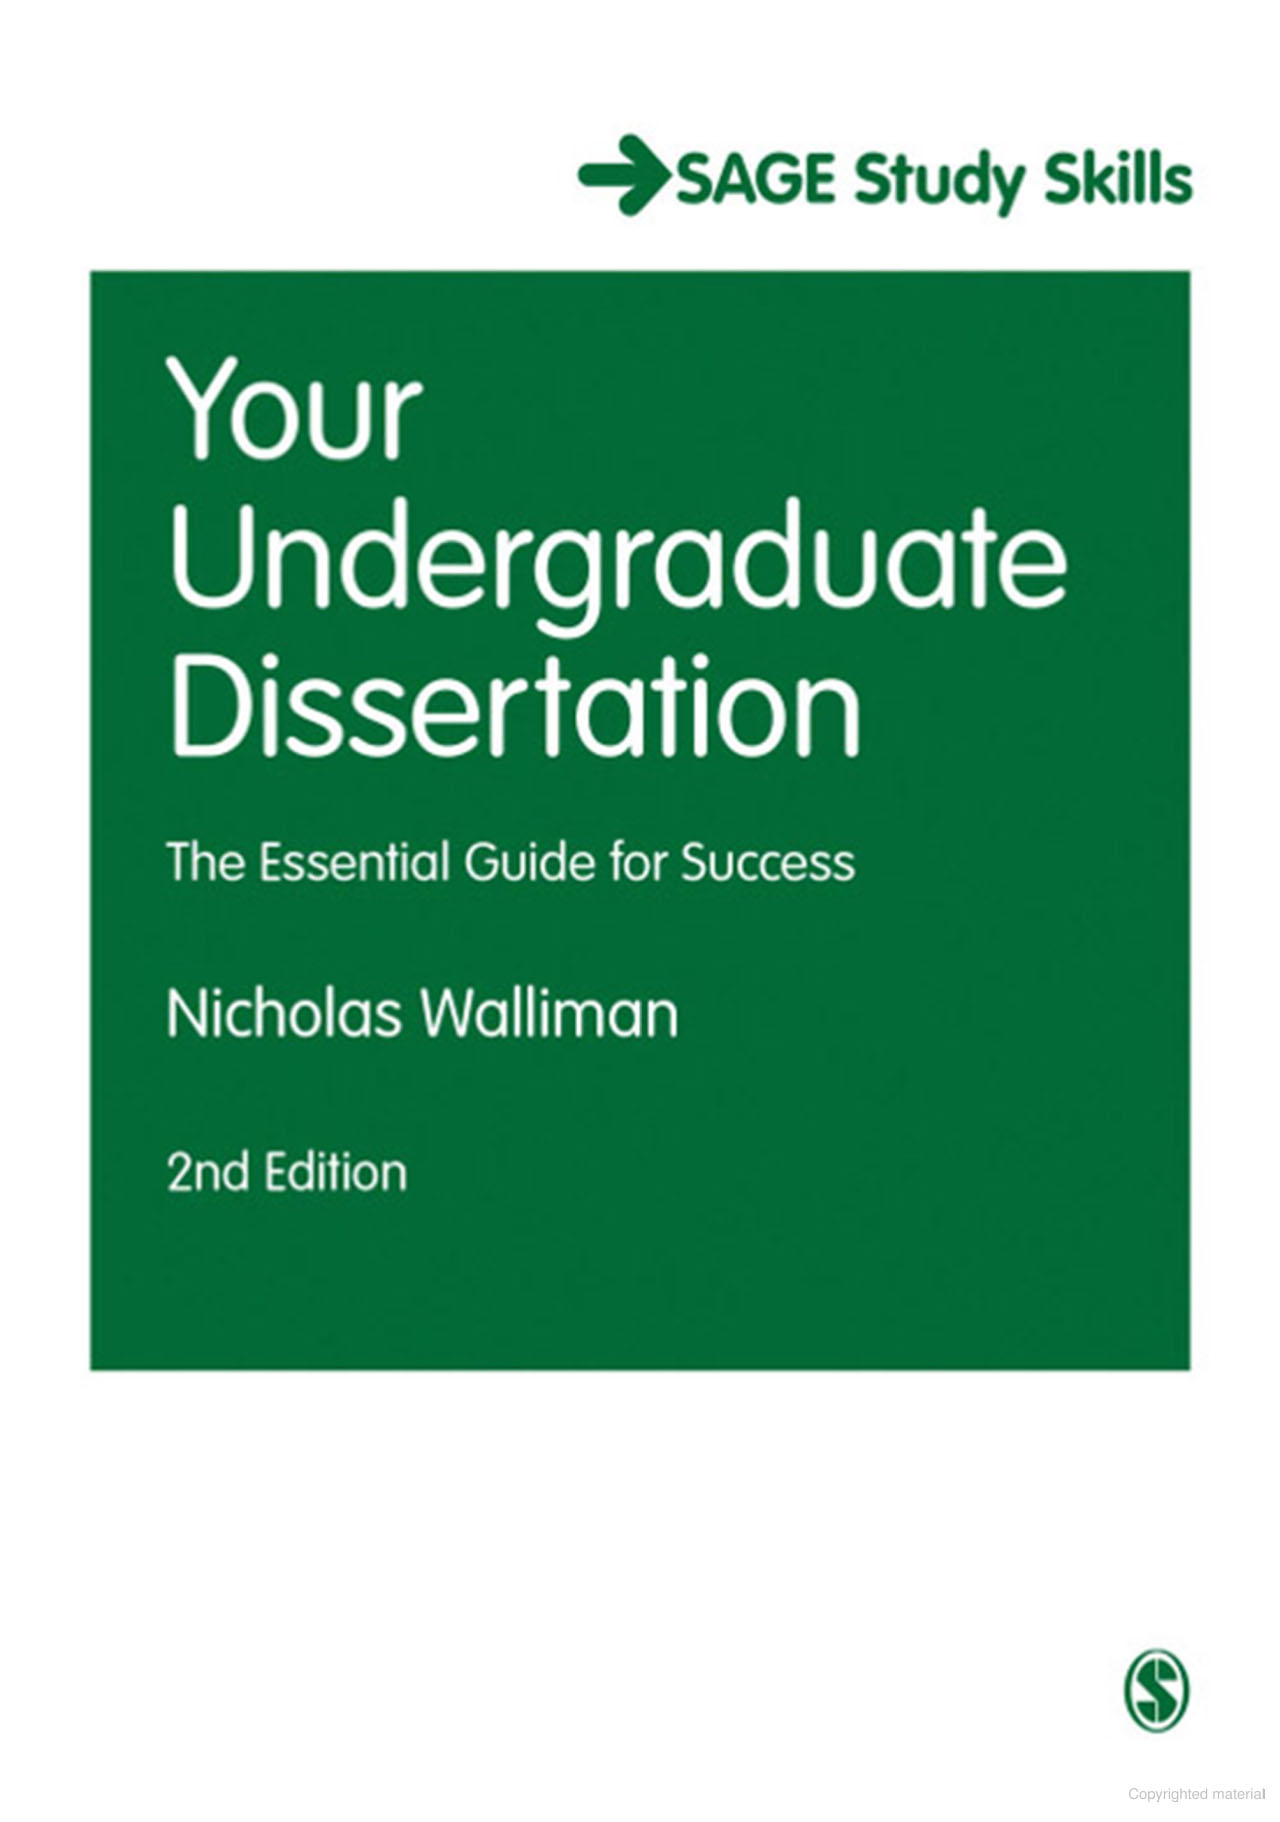 SAGE Study Skills
Your
Undergraduate
Dissertation
The Essential Guide for Success
Nicholas Walliman
2nd Edition
S
Copyrighted material